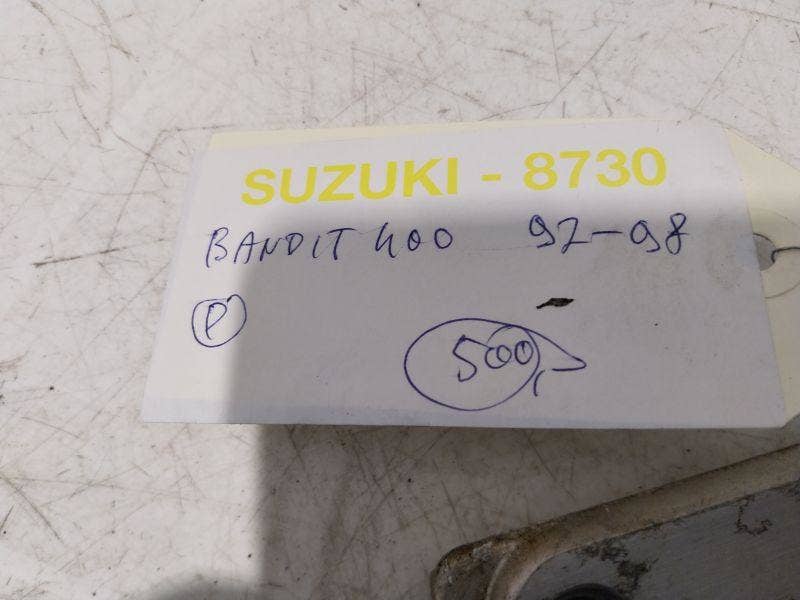 SUZUKI - 8730
BANDIT 400 92-98
P
500,-